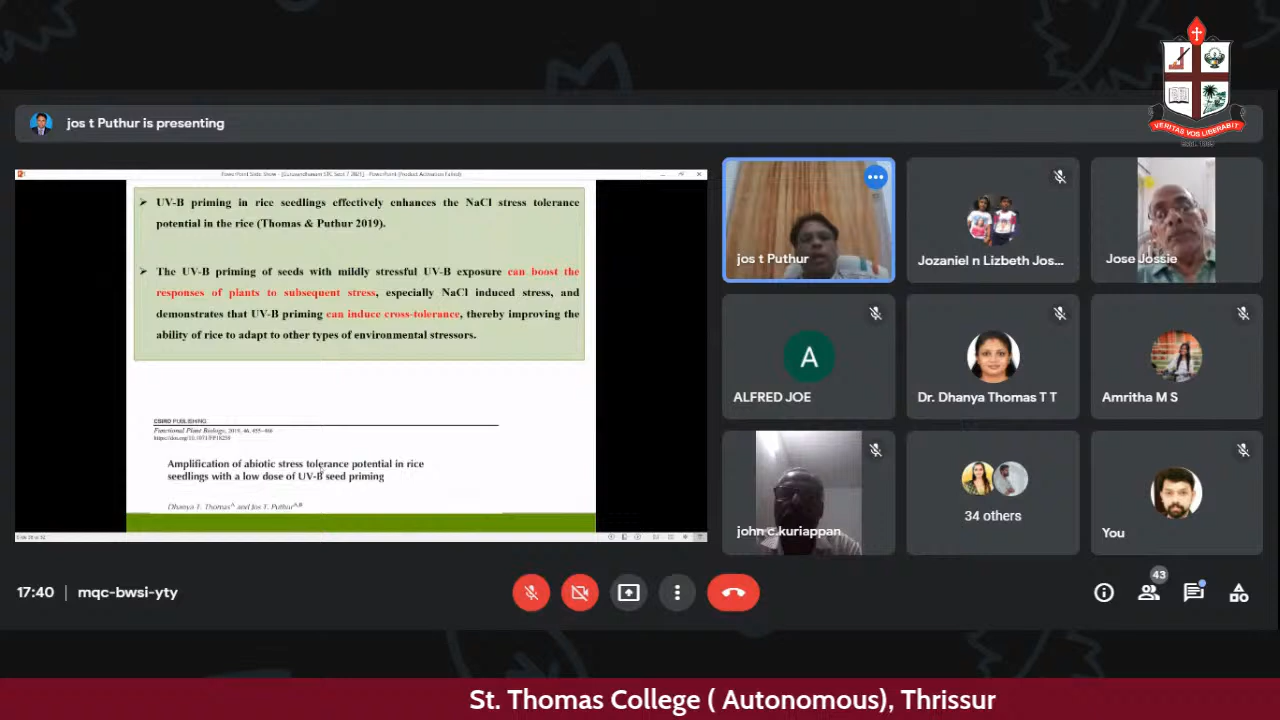 VERITAS VOS LIBERABIT
jos t Puthur is presenting
➢ UV-B priming in rice seedlings effectively enhances the NaCl stress tolerance
potential in the rice (Thomas & Puthur 2019).
➢ The UV-B priming of seeds with mildly stressful UV-B exposure can boost the
responses of plants to subsequent stress, especially NaCl induced stress, and
demonstrates that UV-B priming can induce cross-tolerance, thereby improving the
ability of rice to adapt to other types of environmental stressors.
CSIRO PUBLISHING
Functional Plant Biology, 2019, 46,
Amplification of abiotic stress tolerance potential in rice
seedlings with a low dose of UV-B seed priming
Dhanya T. Thomas and Jos T. Puthur
jos t Puthur
Jozaniel n Lizbeth Jos...
Jose Jossie
A
ALFRED JOE
Dr. Dhanya Thomas T T
Amritha M S
john c.kuriappan
34 others
You
17:40 | mqc-bwsi-yty
43
St. Thomas College ( Autonomous), Thrissur